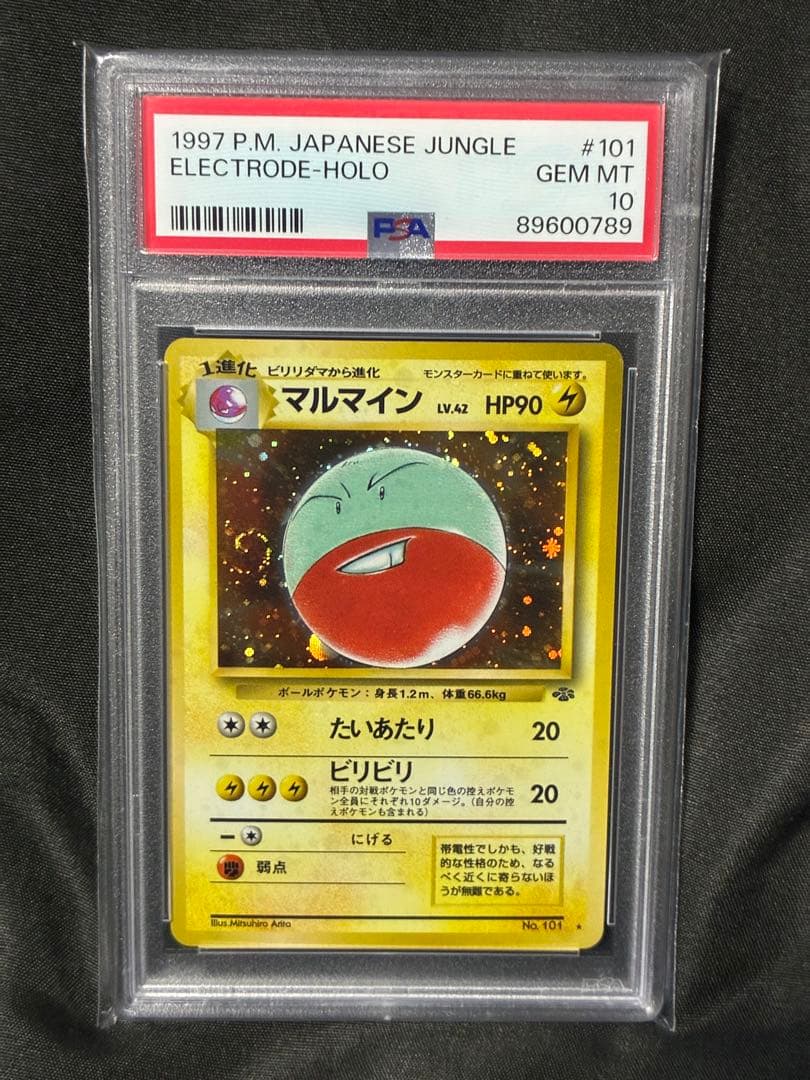 1997 P.M. JAPANESE JUNGLE #101
ELECTRODE-HOLO GEM MT
10
PSA 89600789
1進化 ビリリダマから進化 モンスターカードに重ねて使います。
マルマイン LV.42 HP90
ボールポケモン：身長1.2m、体重66.6kg
たいあたり 20
ビリビリ 20
相手の対戦ポケモンと同じ色の控えポケモ
ン全員にそれぞれ10ダメージ。（自分の控
えポケモンも含まれる）
にげる
弱点
帯電性でしかも、好戦
的な性格のため、なる
べく近くに寄らないほ
うが無難である。
Illus.Mitsuhiro Arita No. 101 ★
PSA